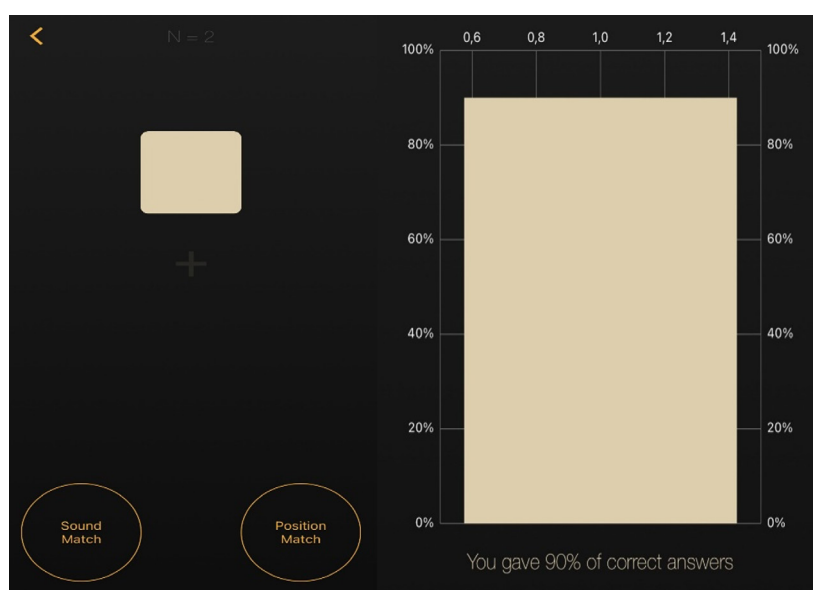 N = 2
Sound
Match
Position
Match
0,6 0,8 1,0 1,2 1,4
100% 100%
80% 80%
60% 60%
40% 40%
20% 20%
0% 0%
You gave 90% of correct answers